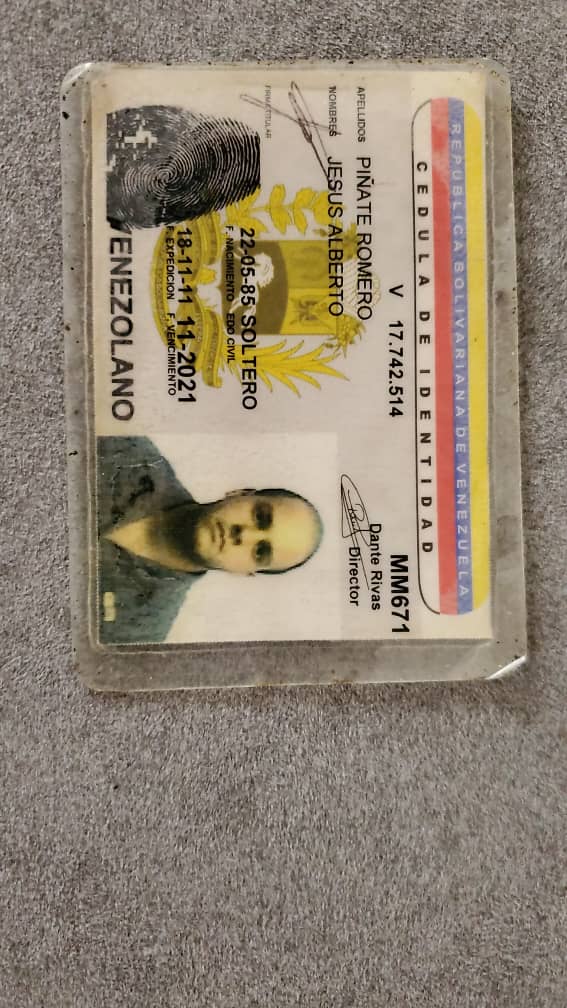 REPUBLICA BOLIVARIANA DE VENEZUELA
CEDULA DE IDENTIDAD
V 17.742.514
MM671
APELLIDOS PIÑATE ROMERO
Dante Rivas
Director
NOMBRES JESUS ALBERTO
FIRMA TITULAR
22-05-85 SOLTERO
F. NACIMIENTO EDO CIVIL
18-11-11 11-2021
F. EXPEDICION F. VENCIMIENTO
VENEZOLANO